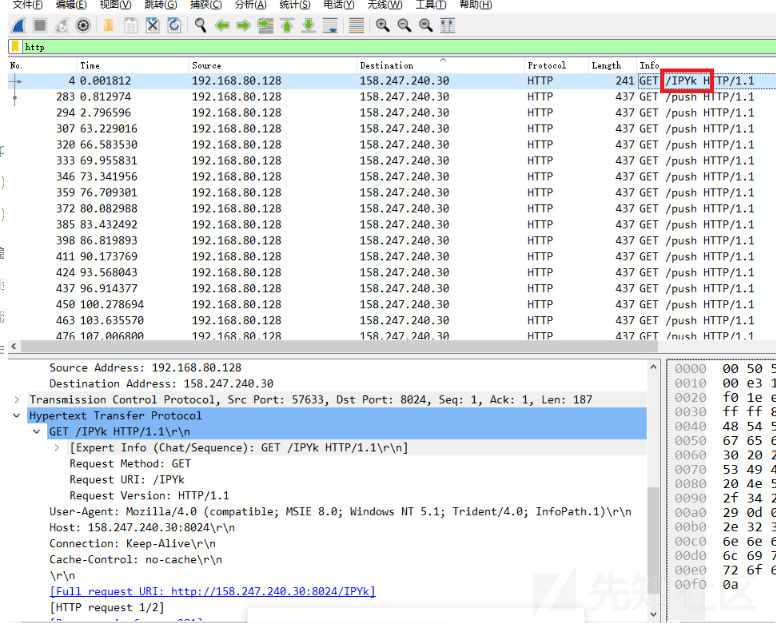 文件(F) 编辑(E) 视图(V) 跳转(G) 捕获(C) 分析(A) 统计(S) 电话(Y) 无线(W) 工具(T) 帮助(H)
http
No. Time Source Destination Protocol Length Info
4 0.001812 192.168.80.128 158.247.240.30 HTTP 241 GET /IPYk HTTP/1.1
283 0.812974 192.168.80.128 158.247.240.30 HTTP 437 GET /push HTTP/1.1
294 2.796596 192.168.80.128 158.247.240.30 HTTP 437 GET /push HTTP/1.1
307 63.229016 192.168.80.128 158.247.240.30 HTTP 437 GET /push HTTP/1.1
320 66.583530 192.168.80.128 158.247.240.30 HTTP 437 GET /push HTTP/1.1
333 69.955831 192.168.80.128 158.247.240.30 HTTP 437 GET /push HTTP/1.1
346 73.341956 192.168.80.128 158.247.240.30 HTTP 437 GET /push HTTP/1.1
359 76.709301 192.168.80.128 158.247.240.30 HTTP 437 GET /push HTTP/1.1
372 80.082988 192.168.80.128 158.247.240.30 HTTP 437 GET /push HTTP/1.1
385 83.432492 192.168.80.128 158.247.240.30 HTTP 437 GET /push HTTP/1.1
398 86.819893 192.168.80.128 158.247.240.30 HTTP 437 GET /push HTTP/1.1
411 90.173769 192.168.80.128 158.247.240.30 HTTP 437 GET /push HTTP/1.1
424 93.568043 192.168.80.128 158.247.240.30 HTTP 437 GET /push HTTP/1.1
437 96.914377 192.168.80.128 158.247.240.30 HTTP 437 GET /push HTTP/1.1
450 100.278694 192.168.80.128 158.247.240.30 HTTP 437 GET /push HTTP/1.1
463 103.635570 192.168.80.128 158.247.240.30 HTTP 437 GET /push HTTP/1.1
476 107.006800 192.168.80.128 158.247.240.30 HTTP 437 GET /push HTTP/1.1
Source Address: 192.168.80.128
Destination Address: 158.247.240.30
Transmission Control Protocol, Src Port: 57633, Dst Port: 8024, Seq: 1, Ack: 1, Len: 187
Hypertext Transfer Protocol
GET /IPYk HTTP/1.1\r\n
[Expert Info (Chat/Sequence): GET /IPYk HTTP/1.1\r\n]
Request Method: GET
Request URI: /IPYk
Request Version: HTTP/1.1
User-Agent: Mozilla/4.0 (compatible; MSIE 8.0; Windows NT 5.1; Trident/4.0; InfoPath.1)\r\n
Host: 158.247.240.30:8024\r\n
Connection: Keep-Alive\r\n
Cache-Control: no-cache\r\n
\r\n
[Full request URI: http://158.247.240.30:8024/IPYk]
[HTTP request 1/2]
0000 00 50 5
0010 00 e3 1
0020 f0 1e e
0030 ff ff 8
0040 48 54 5
0050 67 65 6
0060 30 20 2
0070 53 49 4
0080 20 4e 5
0090 2f 34 2
00a0 29 0d 0
00b0 2e 32 3
00c0 6e 6e 6
00d0 6c 69 7
00e0 72 6f 6
00f0 0a
先知社区